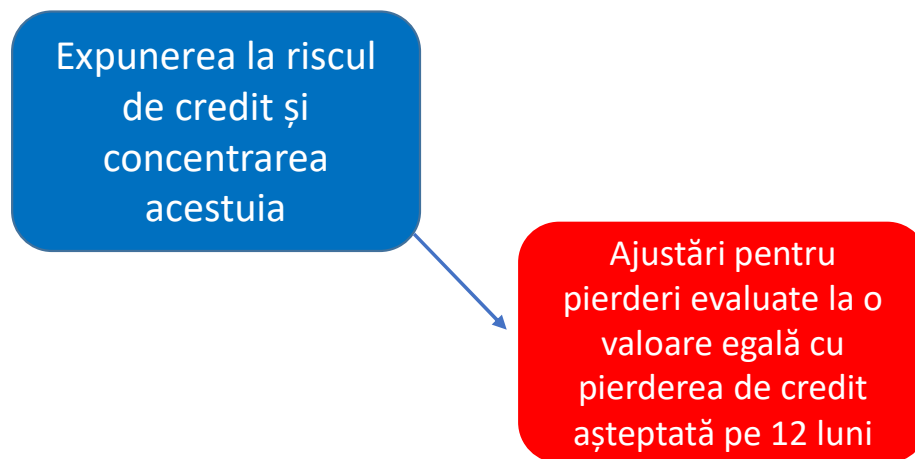 Expunerea la riscul
de credit și
concentrarea
acestuia
Ajustări pentru
pierderi evaluate la o
valoare egală cu
pierderea de credit
așteptată pe 12 luni